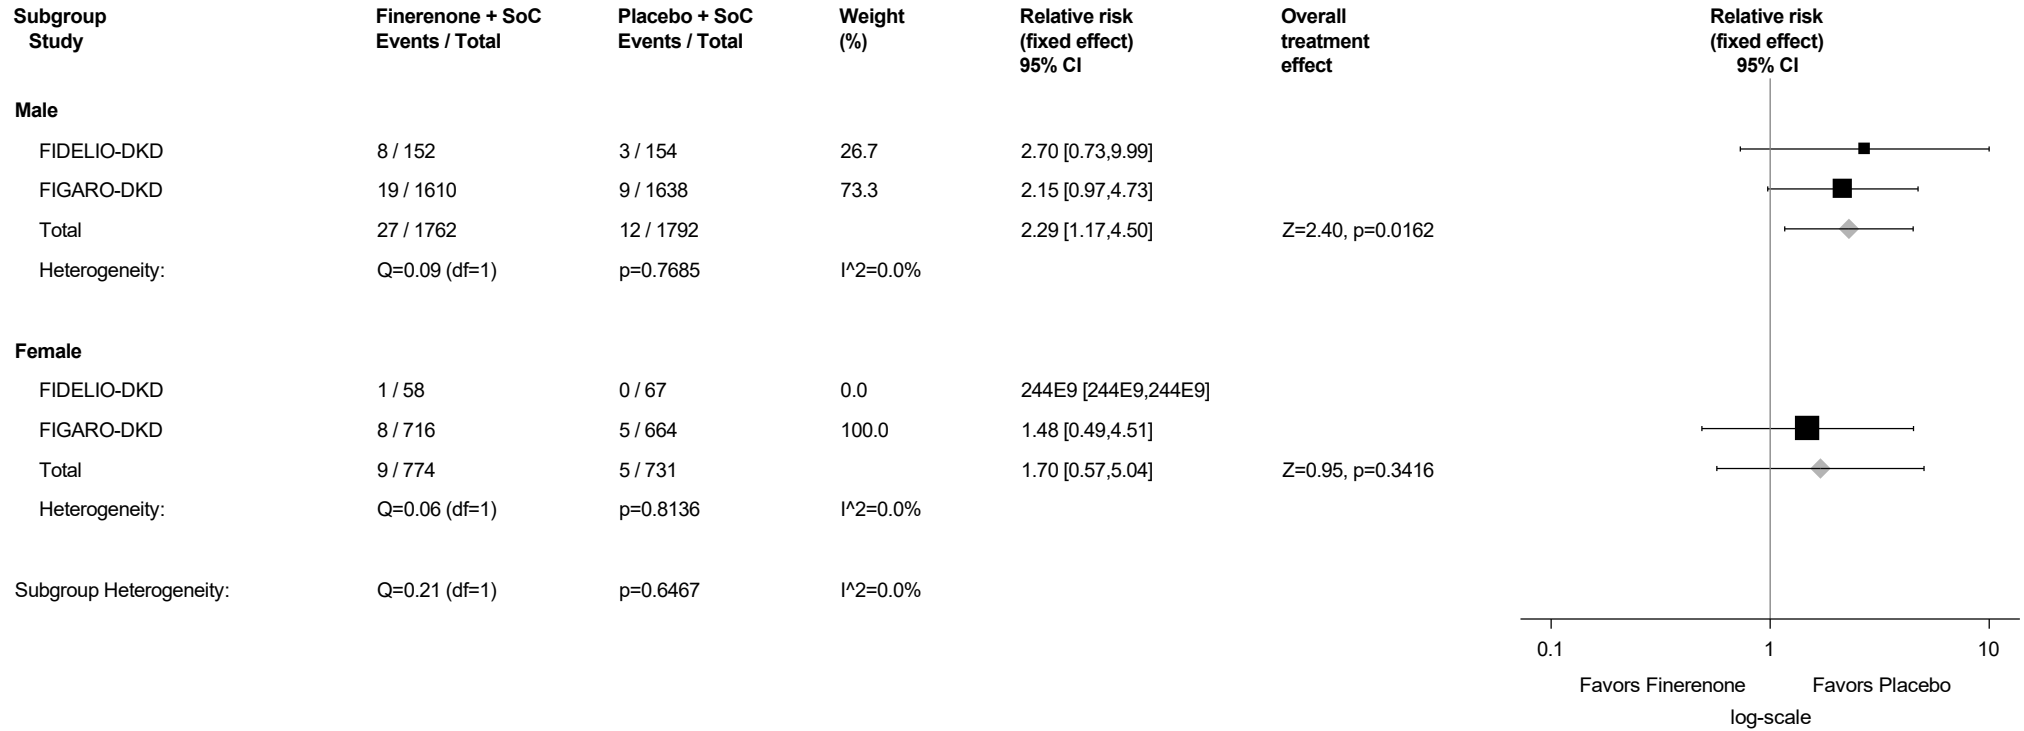 Subgroup Finerenone + SoC Placebo + SoC Weight Relative risk Overall Relative risk
Study Events / Total Events / Total (%) (fixed effect) treatment (fixed effect)
95% CI effect 95% CI
Male
FIDELIO-DKD 8 / 152 3 / 154 26.7 2.70 [0.73,9.99]
FIGARO-DKD 19 / 1610 9 / 1638 73.3 2.15 [0.97,4.73]
Total 27 / 1762 12 / 1792 2.29 [1.17,4.50] Z=2.40, p=0.0162
Heterogeneity: Q=0.09 (df=1) p=0.7685 I^2=0.0%
Female
FIDELIO-DKD 1 / 58 0 / 67 0.0 244E9 [244E9,244E9]
FIGARO-DKD 8 / 716 5 / 664 100.0 1.48 [0.49,4.51]
Total 9 / 774 5 / 731 1.70 [0.57,5.04] Z=0.95, p=0.3416
Heterogeneity: Q=0.06 (df=1) p=0.8136 I^2=0.0%
Subgroup Heterogeneity: Q=0.21 (df=1) p=0.6467 I^2=0.0%
0.1 1 10
Favors Finerenone Favors Placebo
log-scale